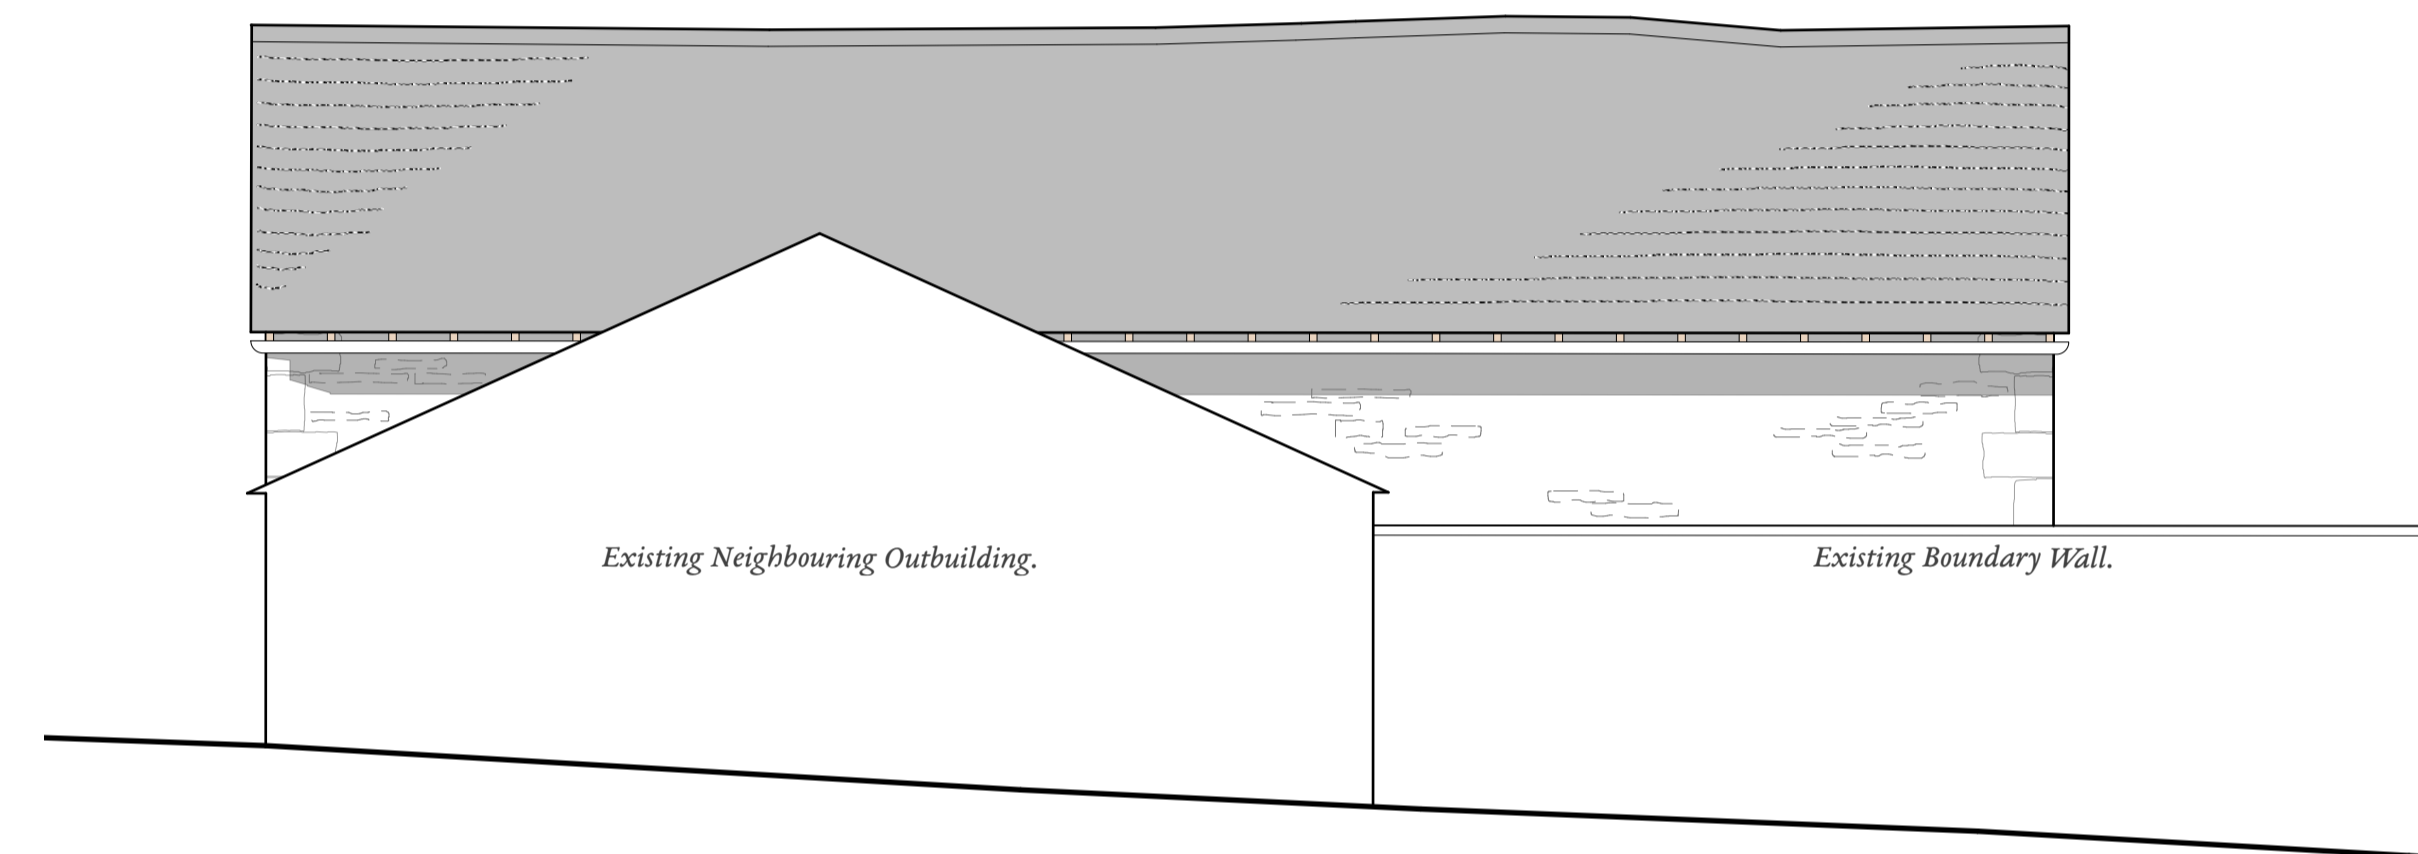 Existing Neighbouring Outbuilding.
Existing Boundary Wall.